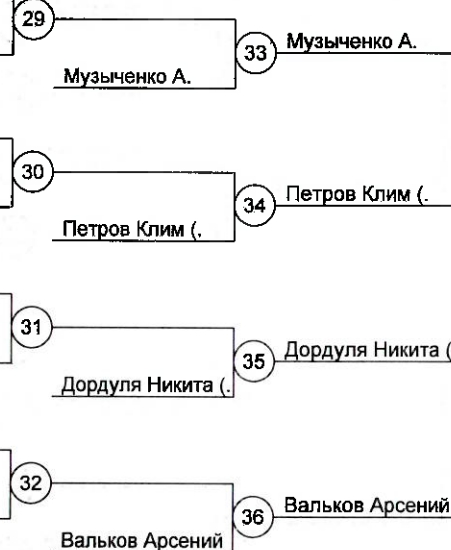 29
33 Музыченко А.
Музыченко А.
30
34 Петров Клим (.
Петров Клим (.
31
35 Дордуля Никита (
Дордуля Никита (.
32
36 Вальков Арсений
Вальков Арсений